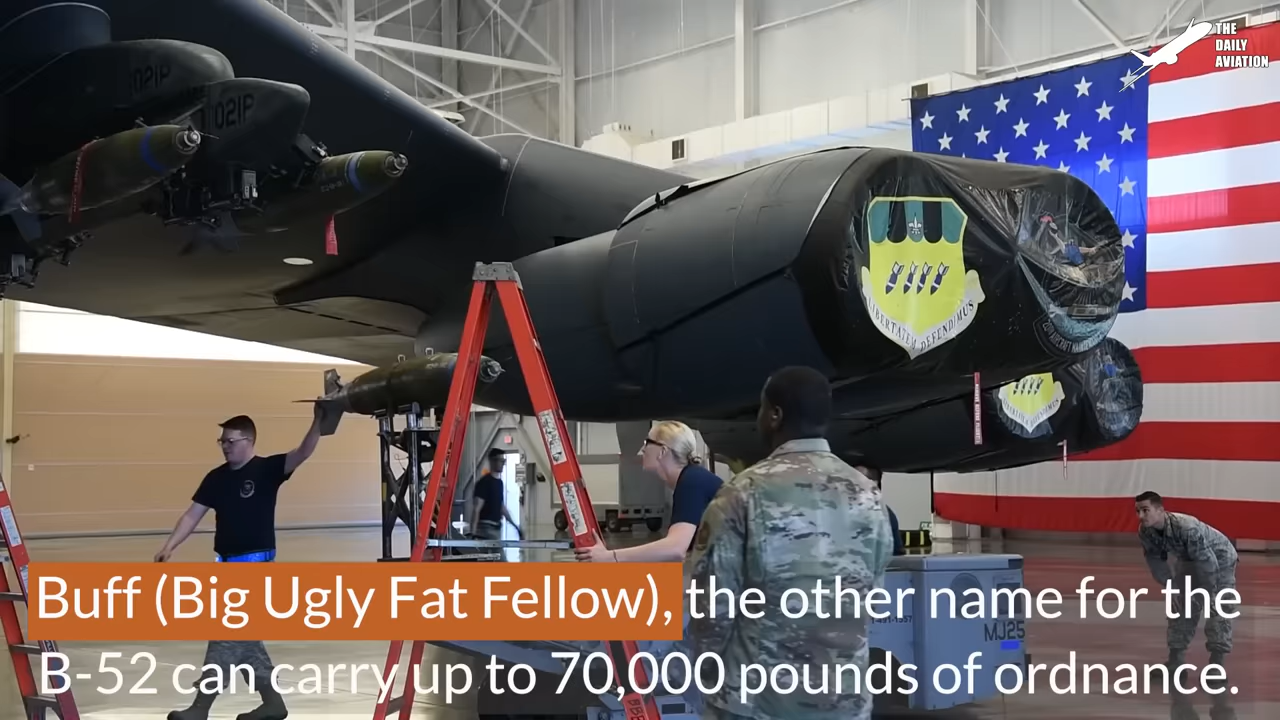 THE
DAILY
AVIATION
021P
021P
LIBERTATEM DEFENDIMUS
Buff (Big Ugly Fat Fellow), the other name for the
B-52 can carry up to 70,000 pounds of ordnance.
MJ25